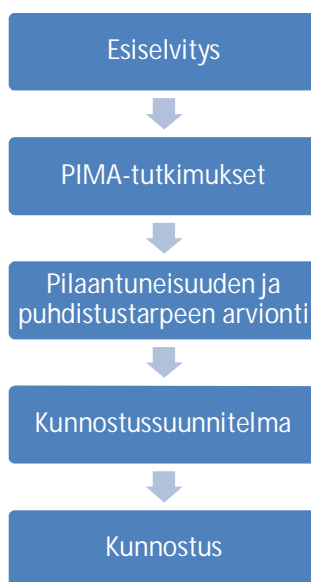 Esiselvitys
PIMA-tutkimukset
Pilaantuneisuuden ja
puhdistustarpeen arviointi
Kunnostussuunnitelma
Kunnostus